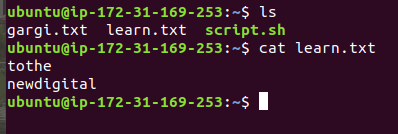 ubuntu@ip-172-31-169-253:~$ ls
gargi.txt  learn.txt  script.sh
ubuntu@ip-172-31-169-253:~$ cat learn.txt
tothe
newdigital
ubuntu@ip-172-31-169-253:~$